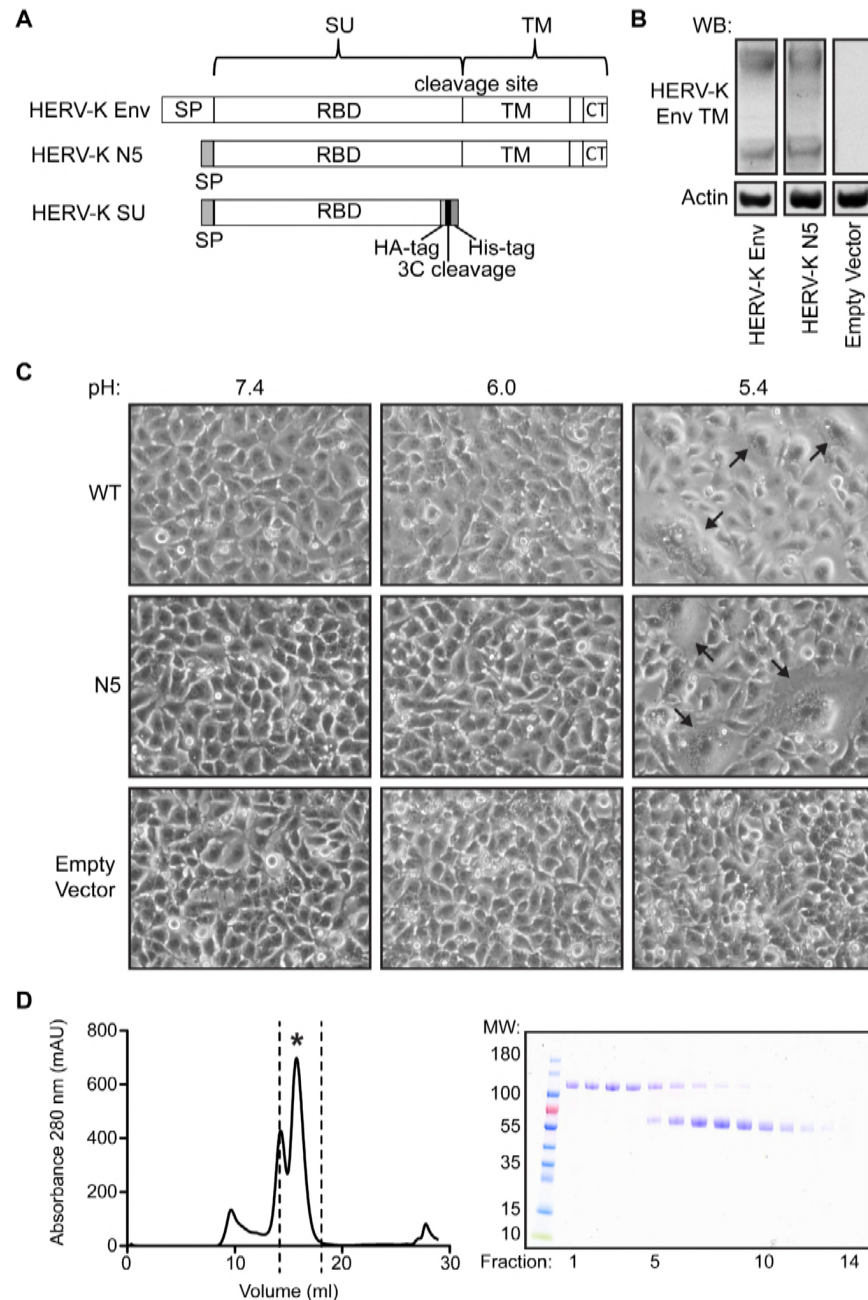 A
SU TM
cleavage site
HERV-K Env SP RBD TM CT
HERV-K N5 RBD TM CT
SP
HERV-K SU RBD
SP
HA-tag His-tag
3C cleavage
B
WB:
HERV-K
Env TM
Actin
HERV-K Env
HERV-K N5
Empty Vector
C
pH: 7.4 6.0 5.4
WT
N5
Empty
Vector
D
Absorbance 280 nm (mAU)
800
600
400
200
0
*
0 10 20 30
Volume (ml)
MW:
180
100
55
35
15
10
Fraction: 1 5 10 14